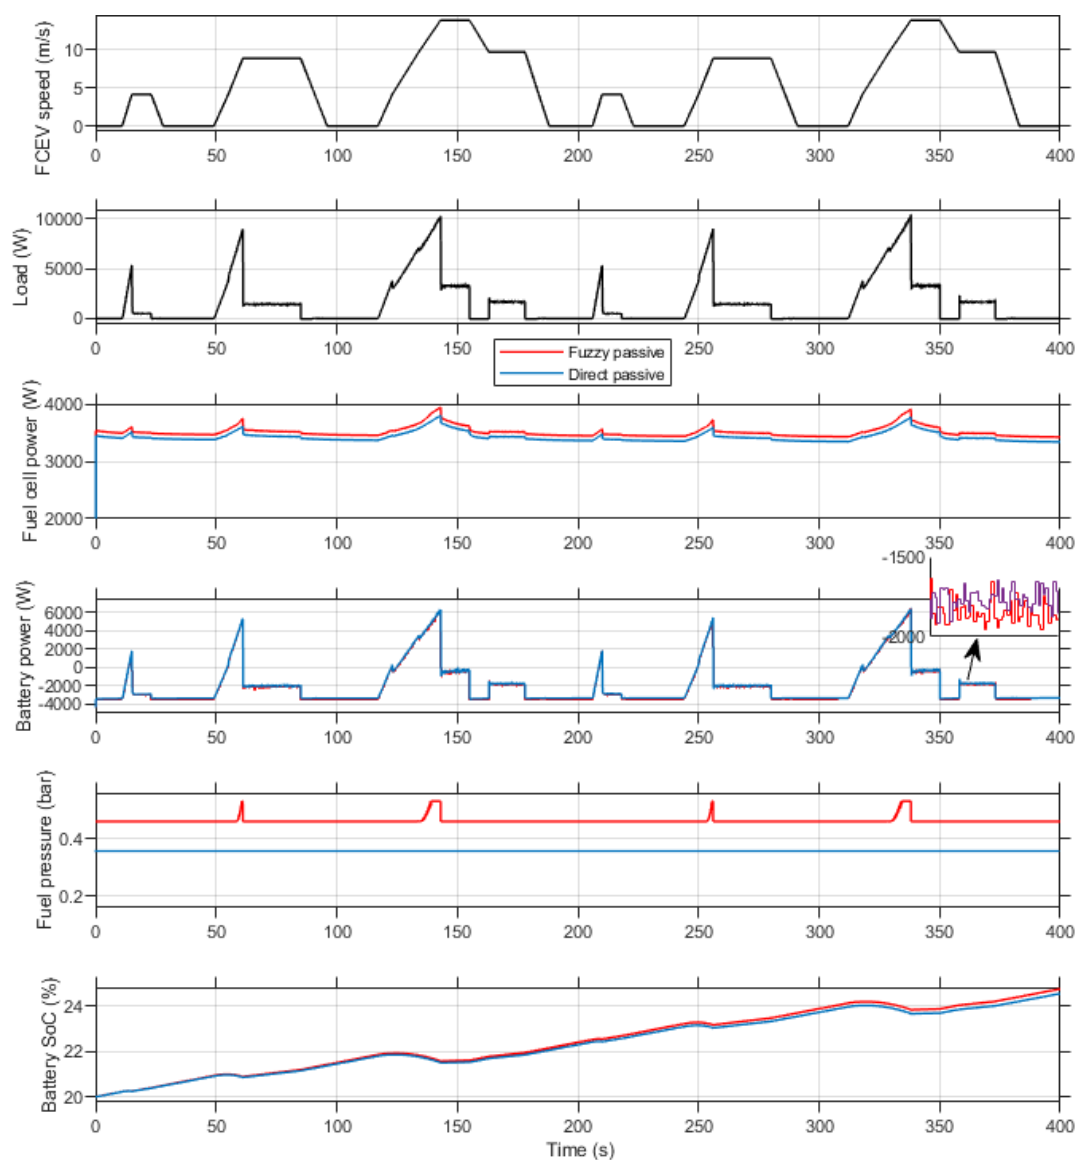 FCEV speed (m/s)
10
5
0
0 50 100 150 200 250 300 350 400
Load (W)
10000
5000
0
0 50 100 150 200 250 300 350 400
Fuzzy passive
Direct passive
Fuel cell power (W)
4000
3000
2000
0 50 100 150 200 250 300 350 400
-1500
-2000
Battery power (W)
6000
4000
2000
0
-2000
-4000
0 50 100 150 200 250 300 350 400
Fuel pressure (bar)
0.4
0.2
0 50 100 150 200 250 300 350 400
Battery SoC (%)
24
22
20
0 50 100 150 200 250 300 350 400
Time (s)